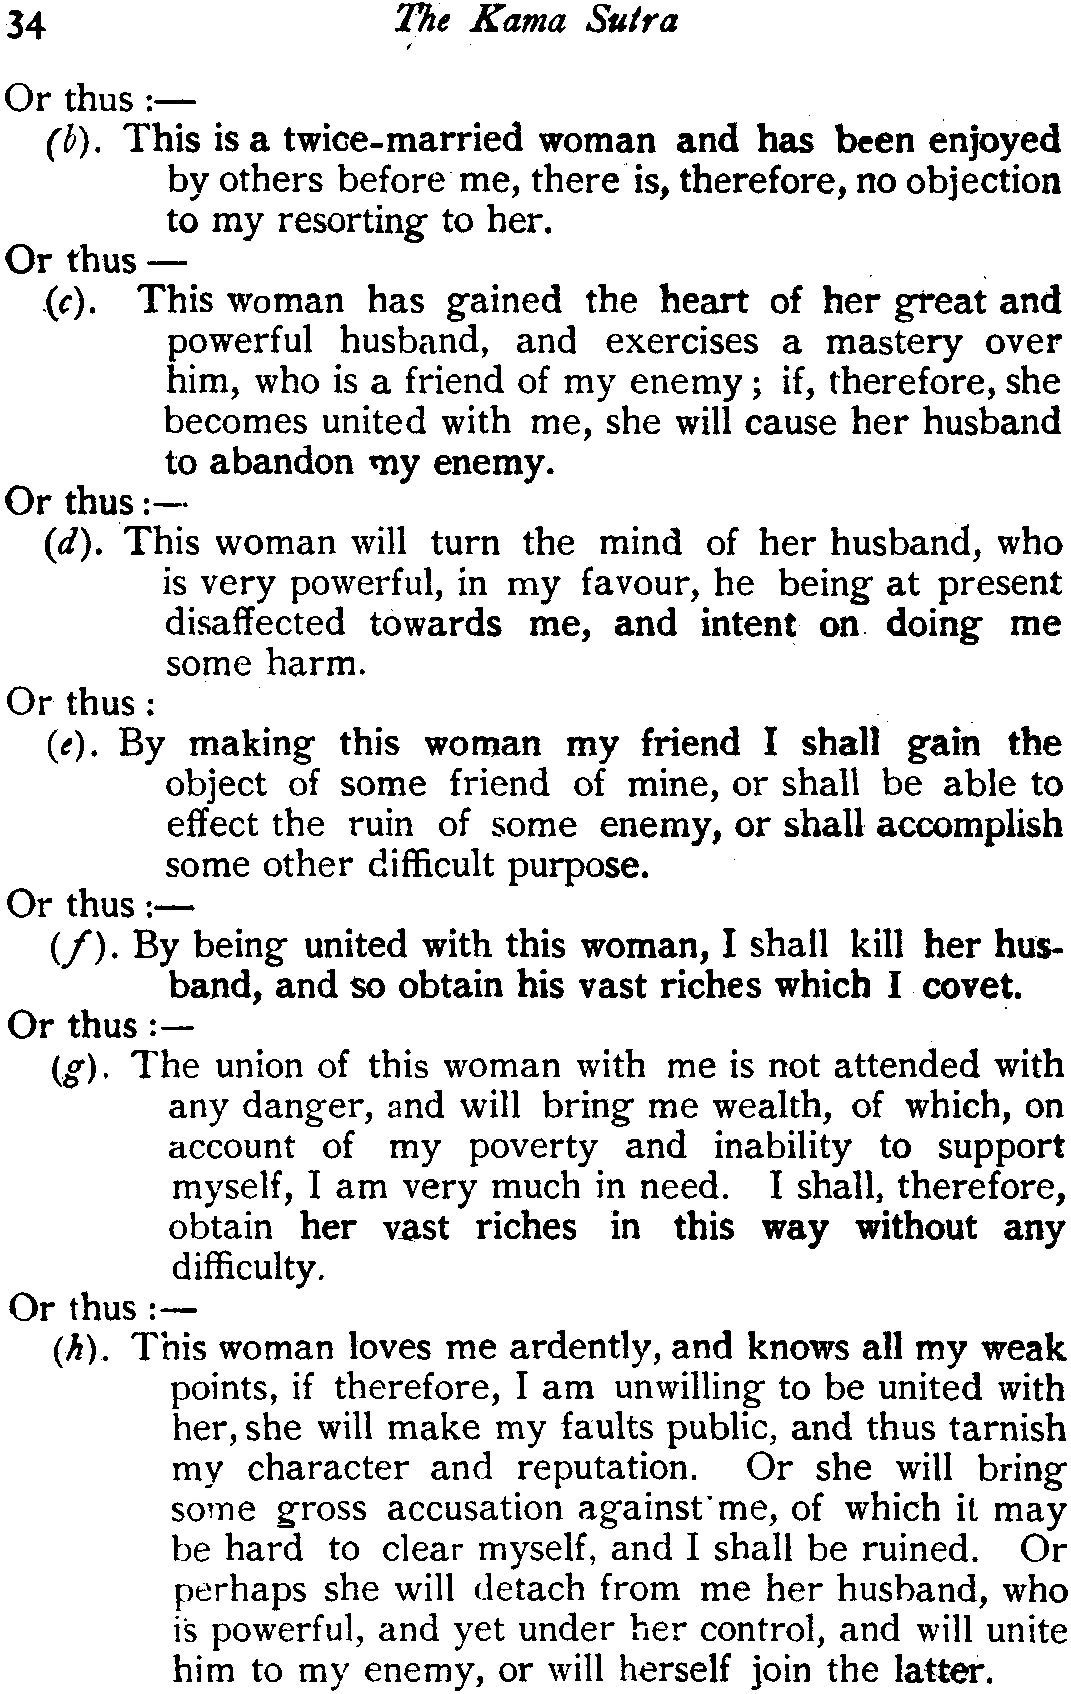 34 The Kama Sutra
Or thus :—
(b). This is a twice-married woman and has been enjoyed
by others before me, there is, therefore, no objection
to my resorting to her.
Or thus —
(c). This woman has gained the heart of her great and
powerful husband, and exercises a mastery over
him, who is a friend of my enemy ; if, therefore, she
becomes united with me, she will cause her husband
to abandon my enemy.
Or thus :—
(d). This woman will turn the mind of her husband, who
is very powerful, in my favour, he being at present
disaffected towards me, and intent on doing me
some harm.
Or thus :
(e). By making this woman my friend I shall gain the
object of some friend of mine, or shall be able to
effect the ruin of some enemy, or shall accomplish
some other difficult purpose.
Or thus :—
(f). By being united with this woman, I shall kill her hus-
band, and so obtain his vast riches which I covet.
Or thus :—
(g). The union of this woman with me is not attended with
any danger, and will bring me wealth, of which, on
account of my poverty and inability to support
myself, I am very much in need. I shall, therefore,
obtain her vast riches in this way without any
difficulty.
Or thus :—
(h). This woman loves me ardently, and knows all my weak
points, if therefore, I am unwilling to be united with
her, she will make my faults public, and thus tarnish
my character and reputation. Or she will bring
some gross accusation against me, of which it may
be hard to clear myself, and I shall be ruined. Or
perhaps she will detach from me her husband, who
is powerful, and yet under her control, and will unite
him to my enemy, or will herself join the latter.